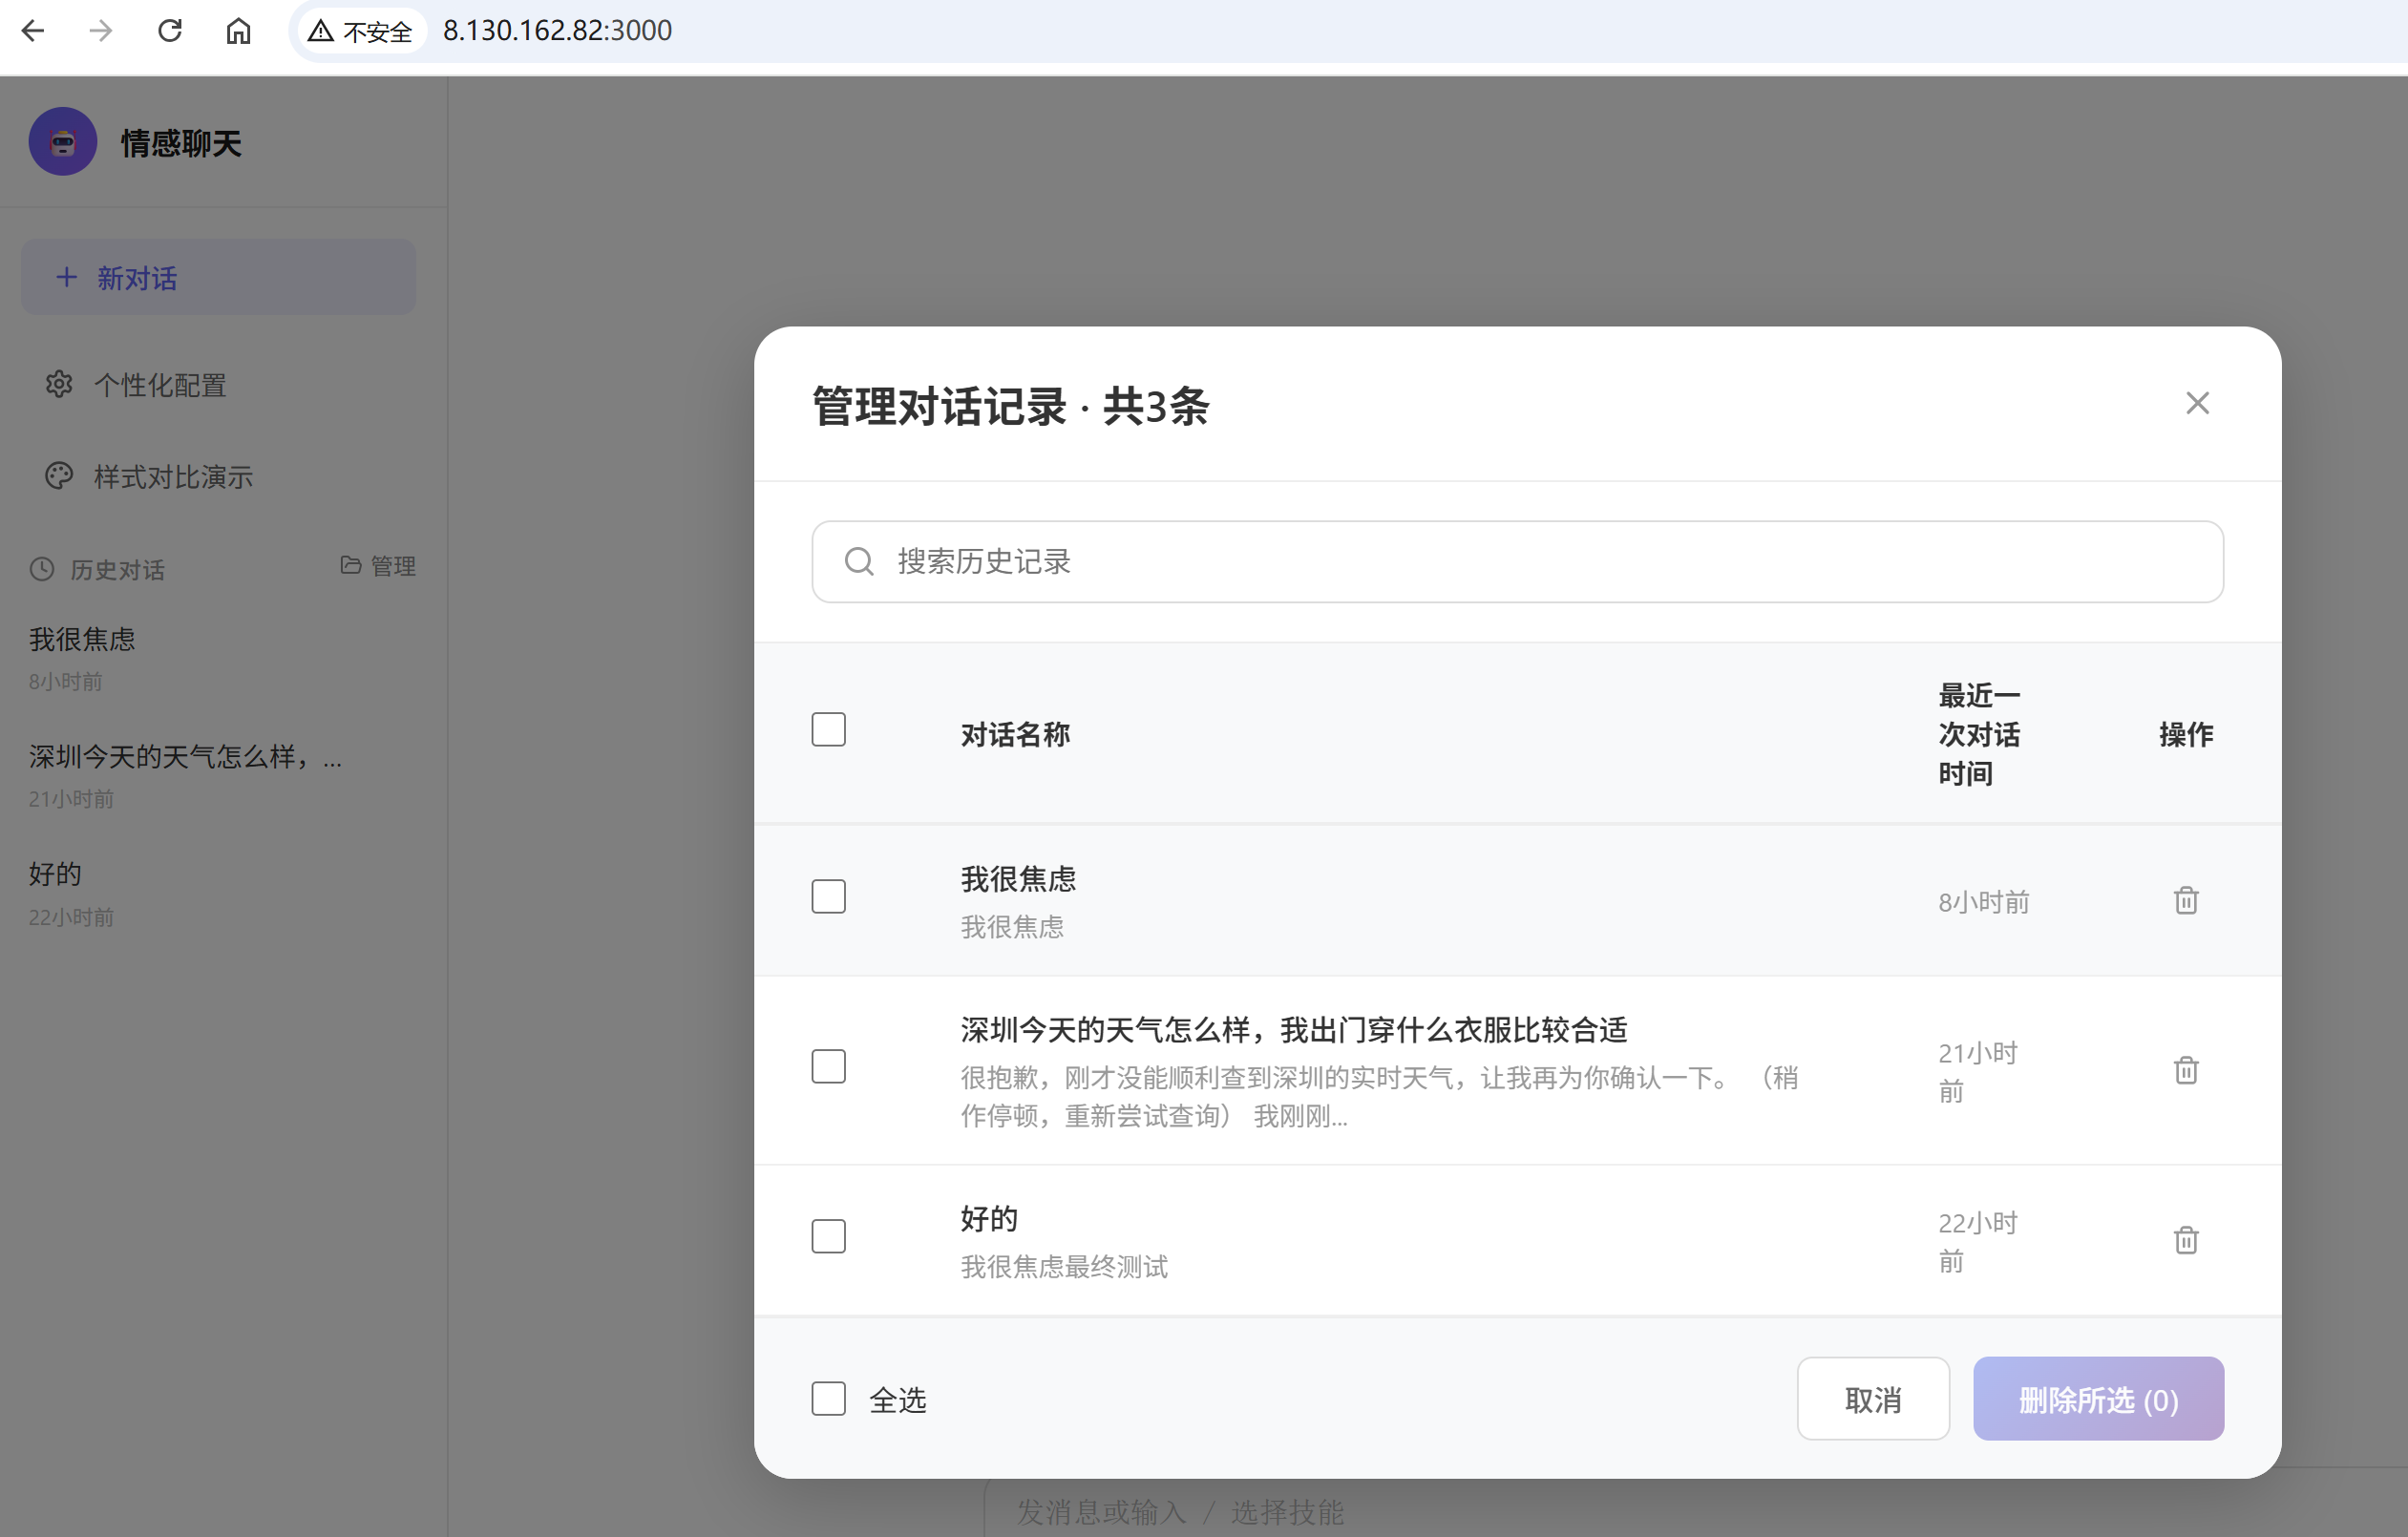 不安全
8.130.162.82:3000
情感聊天
新对话
个性化配置
样式对比演示
历史对话
管理
我很焦虑
8小时前
深圳今天的天气怎么样，...
21小时前
好的
22小时前
管理对话记录 · 共3条
搜索历史记录
对话名称
最近一
次对话
时间
操作
我很焦虑
我很焦虑
8小时前
深圳今天的天气怎么样，我出门穿什么衣服比较合适
很抱歉，刚才没能顺利查到深圳的实时天气，让我再为你确认一下。 （稍
作停顿，重新尝试查询） 我刚刚...
21小时
前
好的
我很焦虑最终测试
22小时
前
全选
取消
删除所选 (0)
发消息或输入 / 选择技能